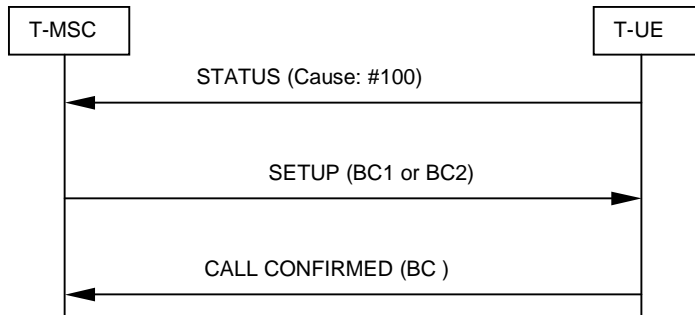 T-MSC
T-UE
STATUS (Cause: #100)
SETUP (BC1 or BC2)
CALL CONFIRMED (BC )